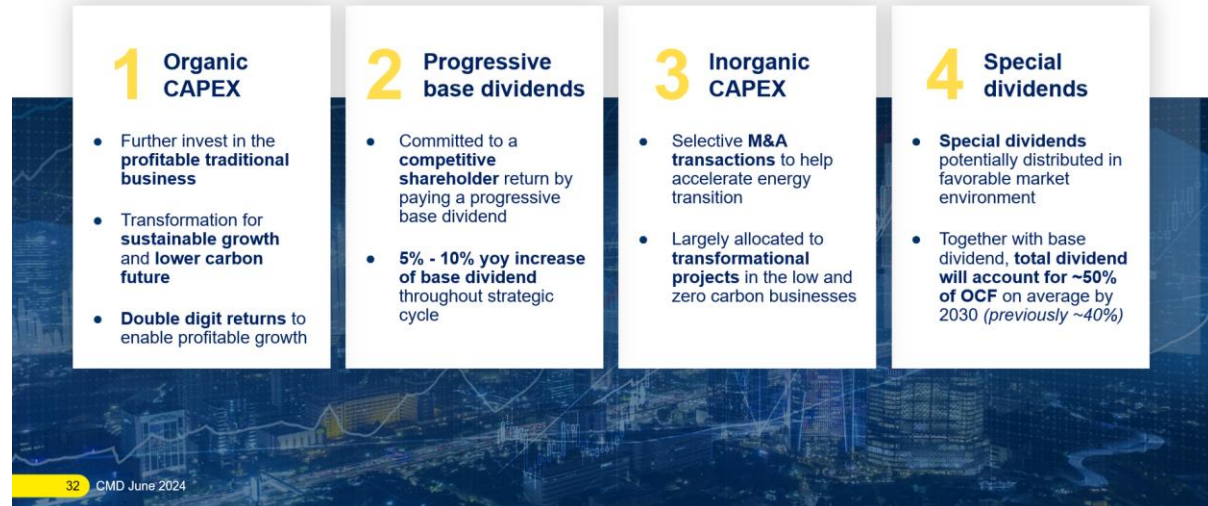 1
Organic
CAPEX
● Further invest in the
profitable traditional
business
● Transformation for
sustainable growth
and lower carbon
future
● Double digit returns to
enable profitable growth
2
Progressive
base dividends
● Committed to a
competitive
shareholder return by
paying a progressive
base dividend
● 5% - 10% yoy increase
of base dividend
throughout strategic
cycle
3
Inorganic
CAPEX
● Selective M&A
transactions to help
accelerate energy
transition
● Largely allocated to
transformational
projects in the low and
zero carbon businesses
4
Special
dividends
● Special dividends
potentially distributed in
favorable market
environment
● Together with base
dividend, total dividend
will account for ~50%
of OCF on average by
2030 (previously ~40%)
32 CMD June 2024